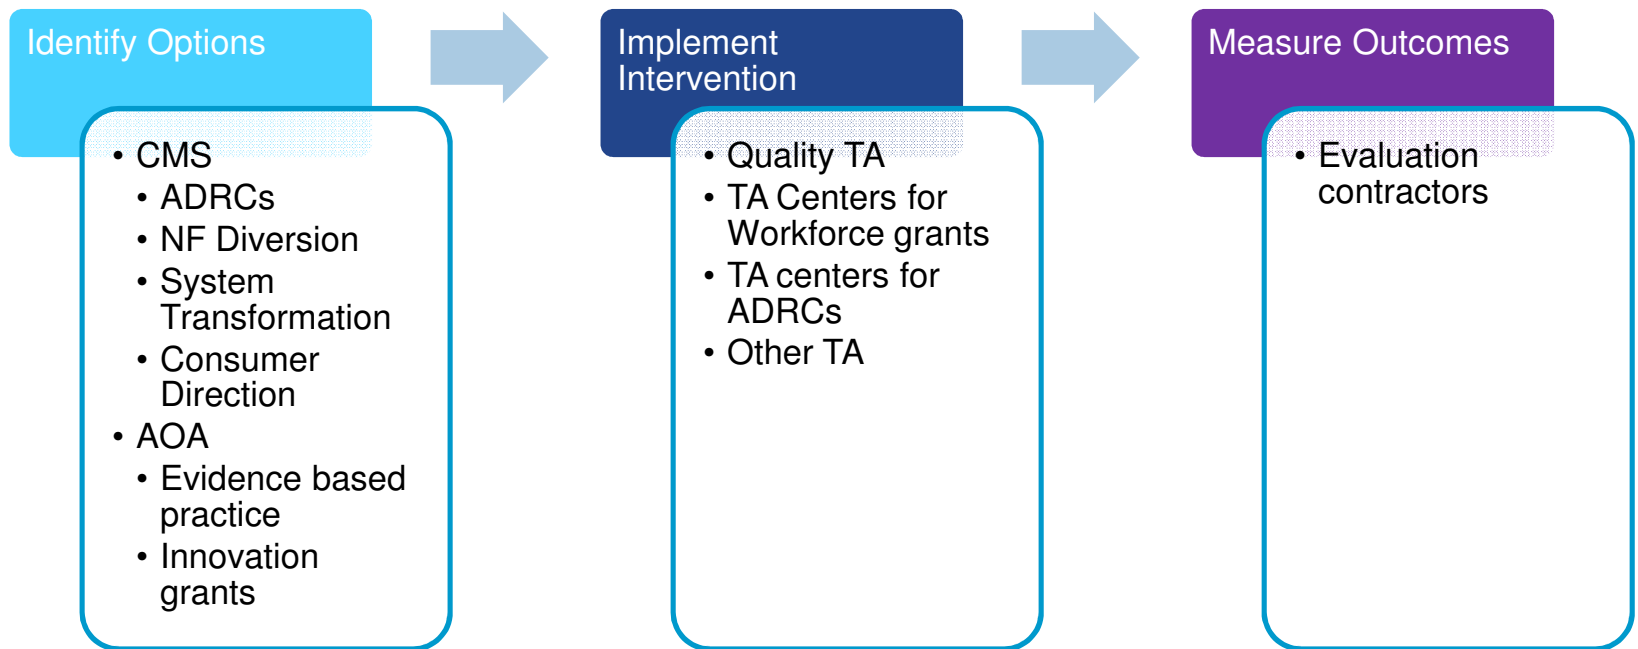 Identify Options
• CMS
• ADRCs
• NF Diversion
• System
Transformation
• Consumer
Direction
• AOA
• Evidence based
practice
• Innovation
grants
Implement
Intervention
• Quality TA
• TA Centers for
Workforce grants
• TA centers for
ADRCs
• Other TA
Measure Outcomes
• Evaluation
contractors